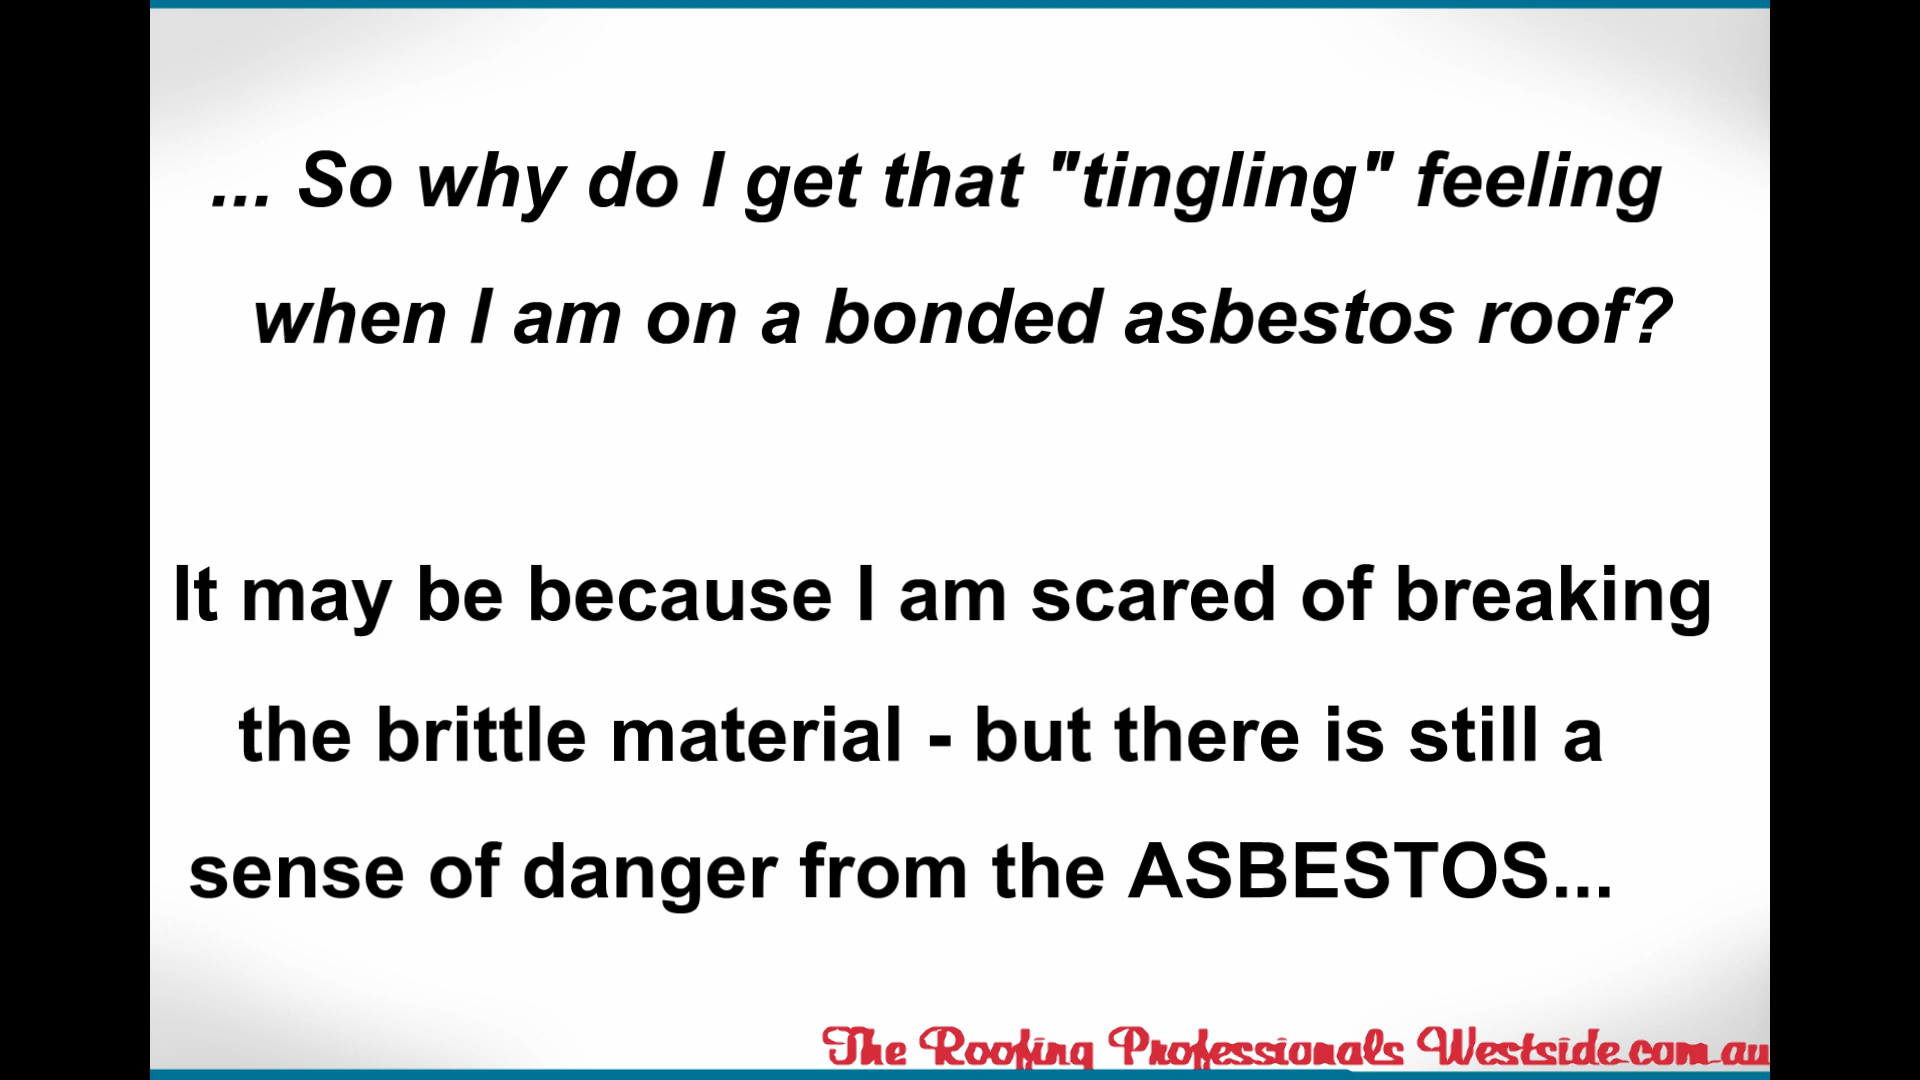 ... So why do I get that "tingling" feeling
when I am on a bonded asbestos roof?
It may be because I am scared of breaking
the brittle material - but there is still a
sense of danger from the ASBESTOS...
The Roofing Professionals Westside.com.au